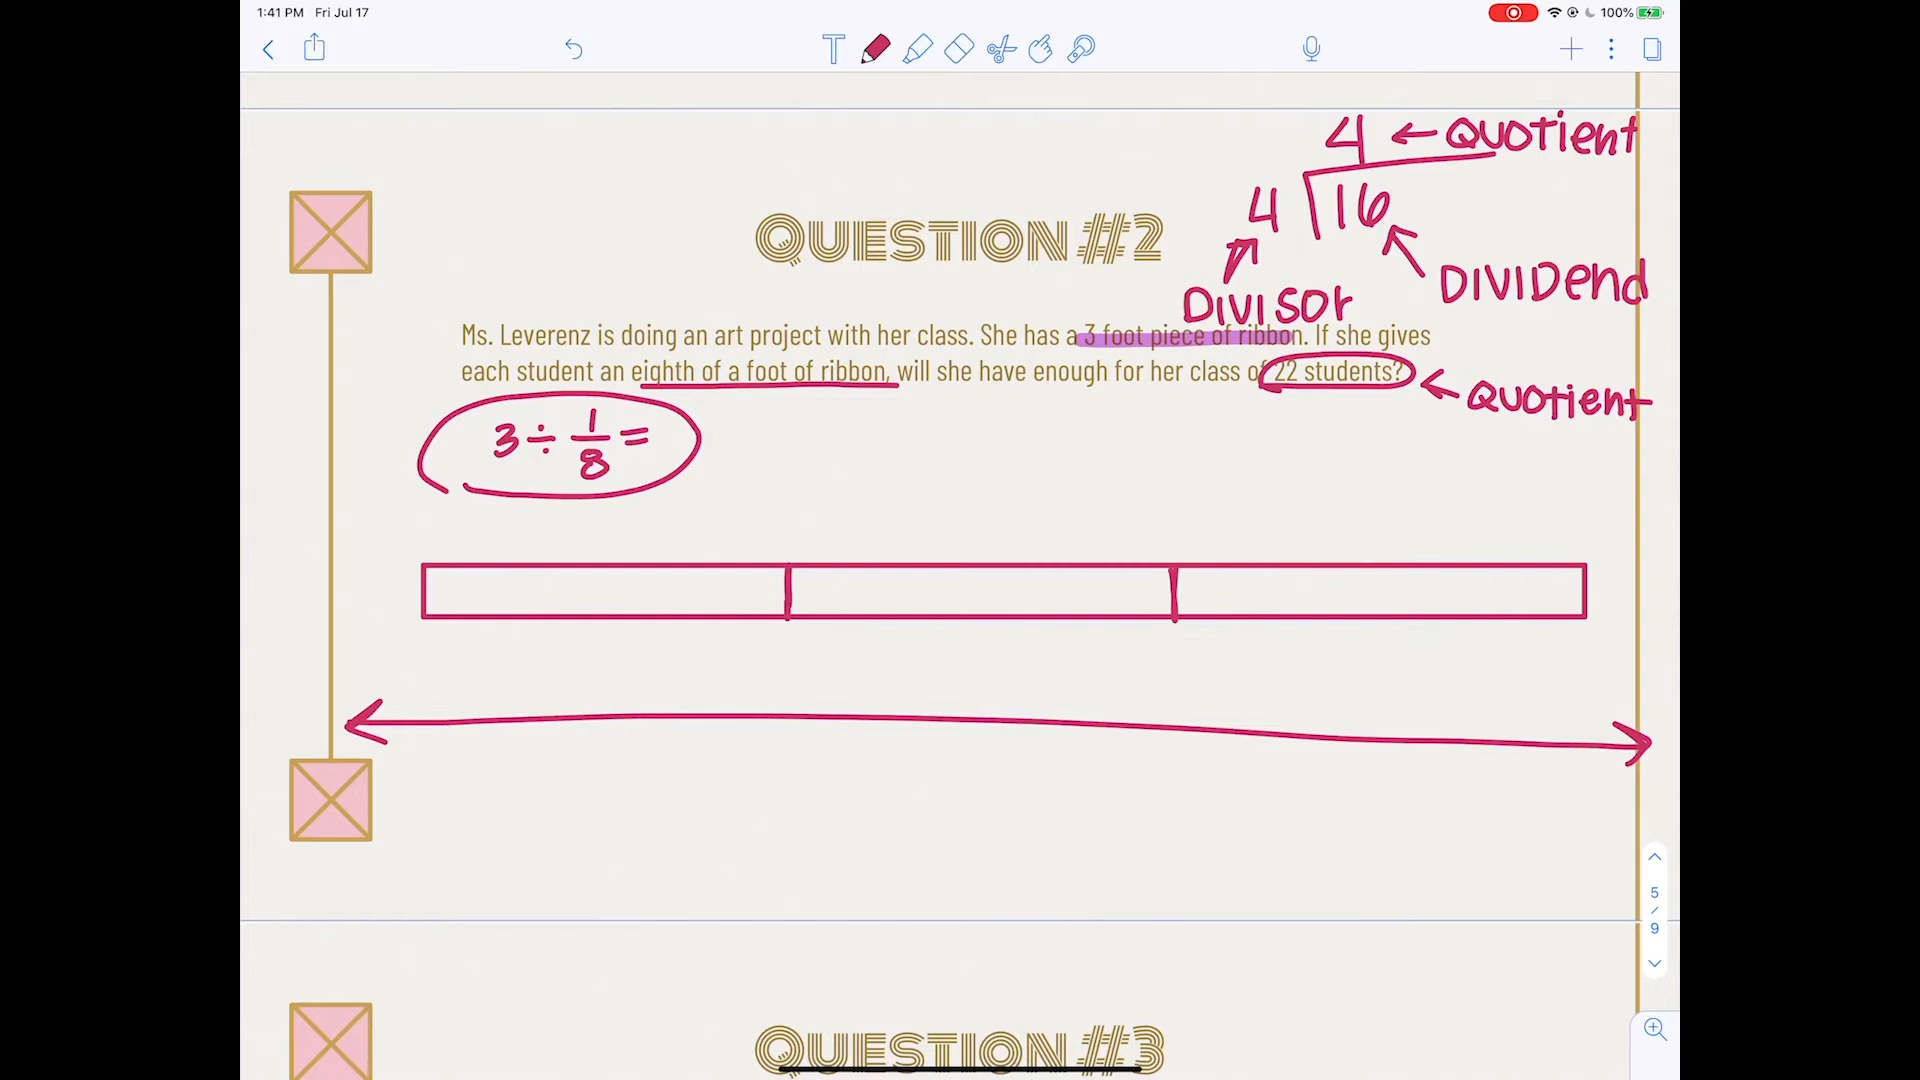 1:41 PM Fri Jul 17
100%
T
4 ← QUOTient
4 16
DIVIDend
DIVISOr
QUESTION #2
Ms. Leverenz is doing an art project with her class. She has a 3 foot piece of ribbon. If she gives
each student an eighth of a foot of ribbon, will she have enough for her class of 22 students?
← QUOTient
3 ÷ 1/8 =
5
/
9
QUESTION #3